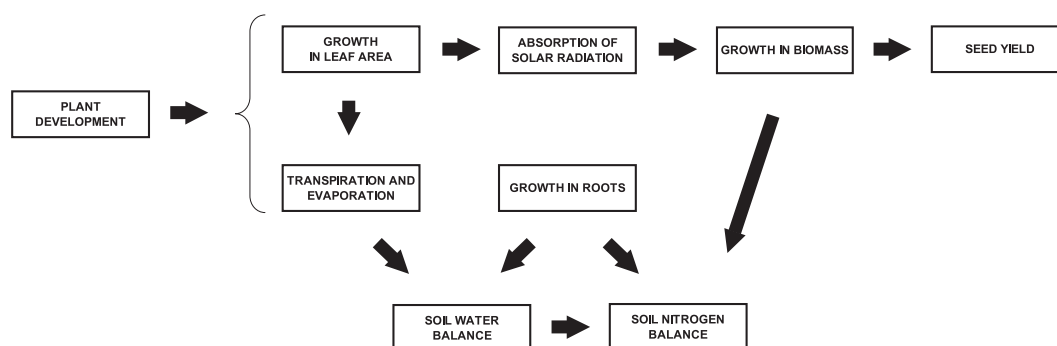 GROWTH
IN LEAF AREA
ABSORPTION OF
SOLAR RADIATION
GROWTH IN BIOMASS
SEED YIELD
PLANT
DEVELOPMENT
TRANSPIRATION AND
EVAPORATION
GROWTH IN ROOTS
SOIL WATER
BALANCE
SOIL NITROGEN
BALANCE